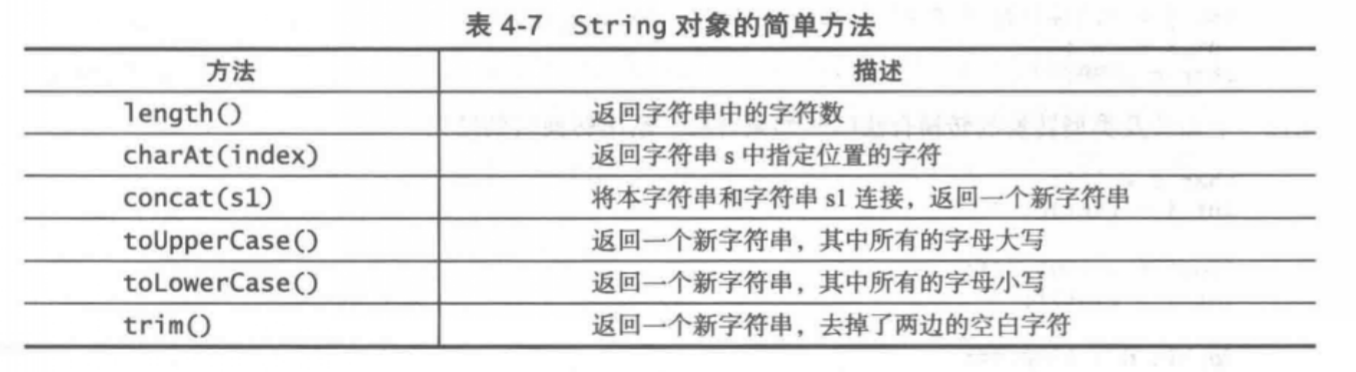 表 4-7 String 对象的简单方法
方法 描述
length() 返回字符串中的字符数
charAt(index) 返回字符串 s 中指定位置的字符
concat(s1) 将本字符串和字符串 s1 连接，返回一个新字符串
toUpperCase() 返回一个新字符串，其中所有的字母大写
toLowerCase() 返回一个新字符串，其中所有的字母小写
trim() 返回一个新字符串，去掉了两边的空白字符